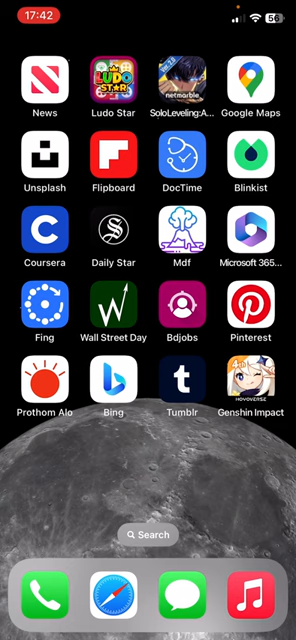 17:42
56
News
Ludo Star
SoloLeveling:A...
Google Maps
LUDO
STAR
netmarble
Unsplash
Flipboard
DocTime
Blinkist
Coursera
Daily Star
Mdf
Microsoft 365...
Fing
Wall Street Day
Bdjobs
Pinterest
Prothom Alo
Bing
Tumblr
Genshin Impact
HOYOVERSE
Search